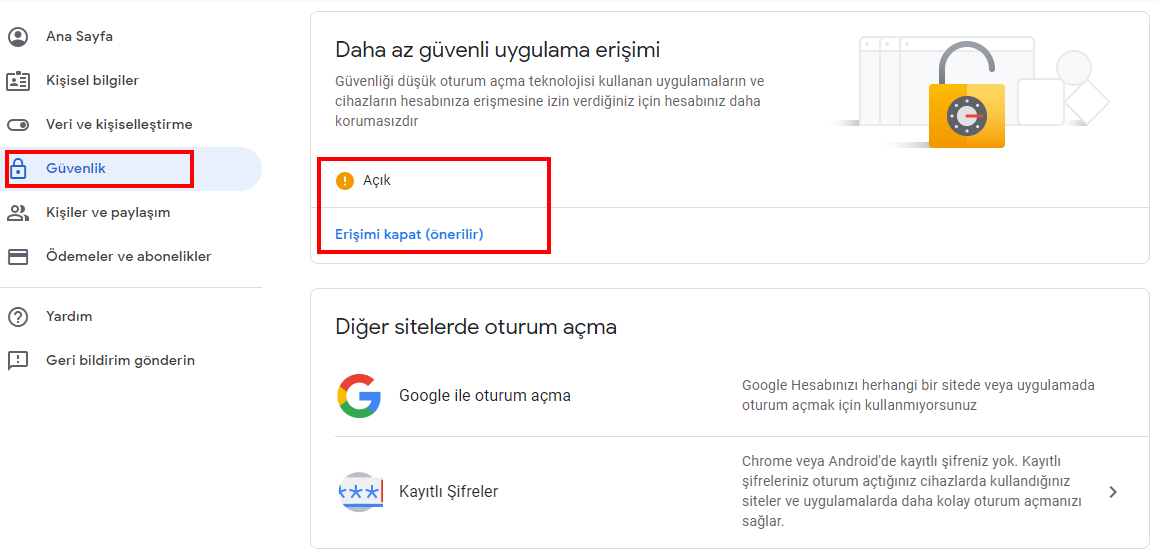 Ana Sayfa
Kişisel bilgiler
Veri ve kişiselleştirme
Güvenlik
Kişiler ve paylaşım
Ödemeler ve abonelikler
Yardım
Geri bildirim gönderin
Daha az güvenli uygulama erişimi
Güvenliği düşük oturum açma teknolojisi kullanan uygulamaların ve
cihazların hesabınıza erişmesine izin verdiğiniz için hesabınız daha
korumasızdır
Açık
Erişimi kapat (önerilir)
Diğer sitelerde oturum açma
Google ile oturum açma
Google Hesabınızı herhangi bir sitede veya uygulamada
oturum açmak için kullanmıyorsunuz
Kayıtlı Şifreler
Chrome veya Android'de kayıtlı şifreniz yok. Kayıtlı
şifreleriniz oturum açtığınız cihazlarda kullandığınız
siteler ve uygulamalarda daha kolay oturum açmanızı
sağlar.